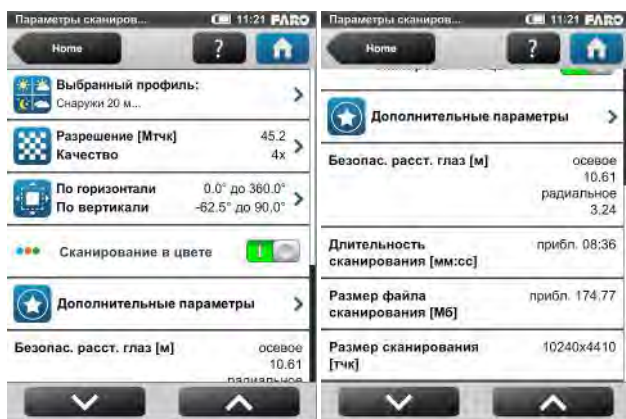 Параметры сканиров... 11:21 FARO
Home ?
Выбранный профиль:
Снаружи 20 м...
Разрешение [Мтчк] 45.2
Качество 4x
По горизонтали 0.0° до 360.0°
По вертикали -62.5° до 90.0°
Сканирование в цвете
Дополнительные параметры
Безопас. расст. глаз [м] осевое
10.61
радиальное
Параметры сканиров... 11:21 FARO
Home ?
Дополнительные параметры
Безопас. расст. глаз [м] осевое
10.61
радиальное
3.24
Длительность прибл. 08:36
сканирования [мм:сс]
Размер файла прибл. 174.77
сканирования [Мб]
Размер сканирования 10240x4410
[тчк]